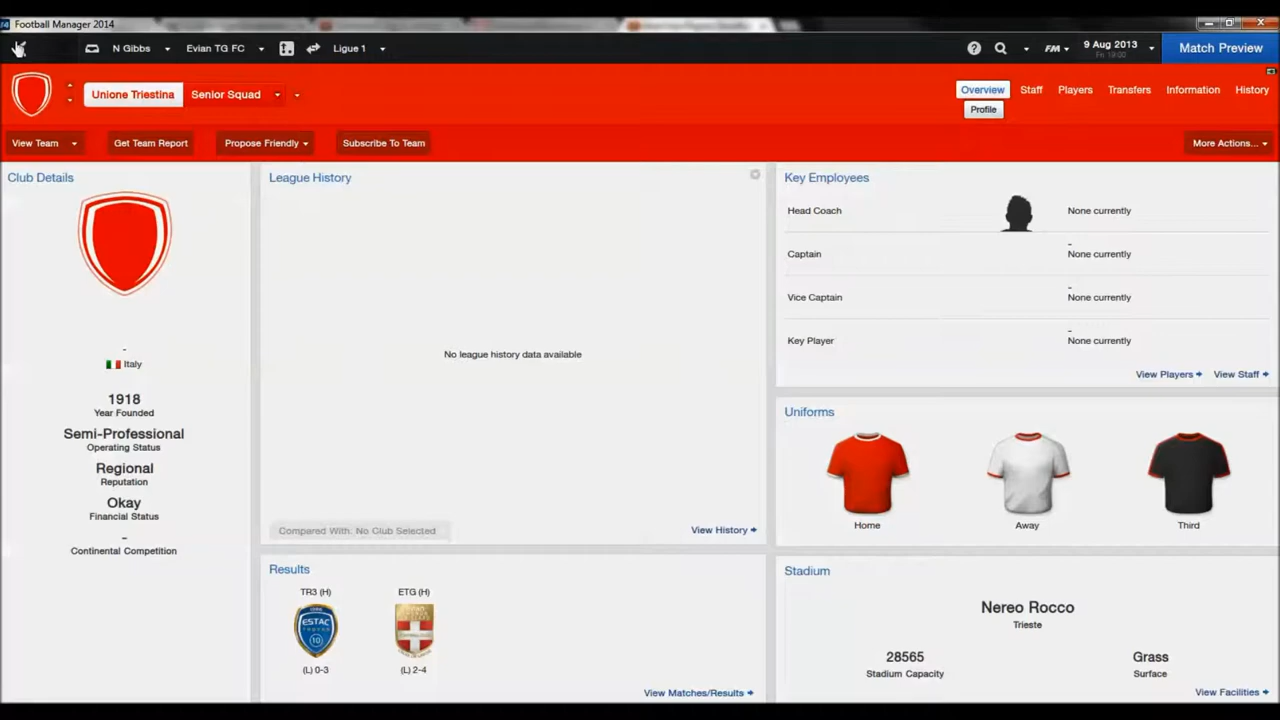 Football Manager 2014
N Gibbs
Evian TG FC
Ligue 1
FM
9 Aug 2013
Fri 19:00
Match Preview
Unione Triestina
Senior Squad
Overview
Staff
Players
Transfers
Information
History
Profile
View Team
Get Team Report
Propose Friendly
Subscribe To Team
More Actions...
Club Details
-
Italy
1918
Year Founded
Semi-Professional
Operating Status
Regional
Reputation
Okay
Financial Status
-
Continental Competition
League History
No league history data available
Compared With: No Club Selected
View History
Results
TR3 (H)
ETG (H)
ESTAC
10
(L) 0-3
(L) 2-4
View Matches/Results
Key Employees
Head Coach
None currently
-
Captain
None currently
-
Vice Captain
None currently
-
Key Player
None currently
View Players
View Staff
Uniforms
Home
Away
Third
Stadium
Nereo Rocco
Trieste
28565
Stadium Capacity
Grass
Surface
View Facilities